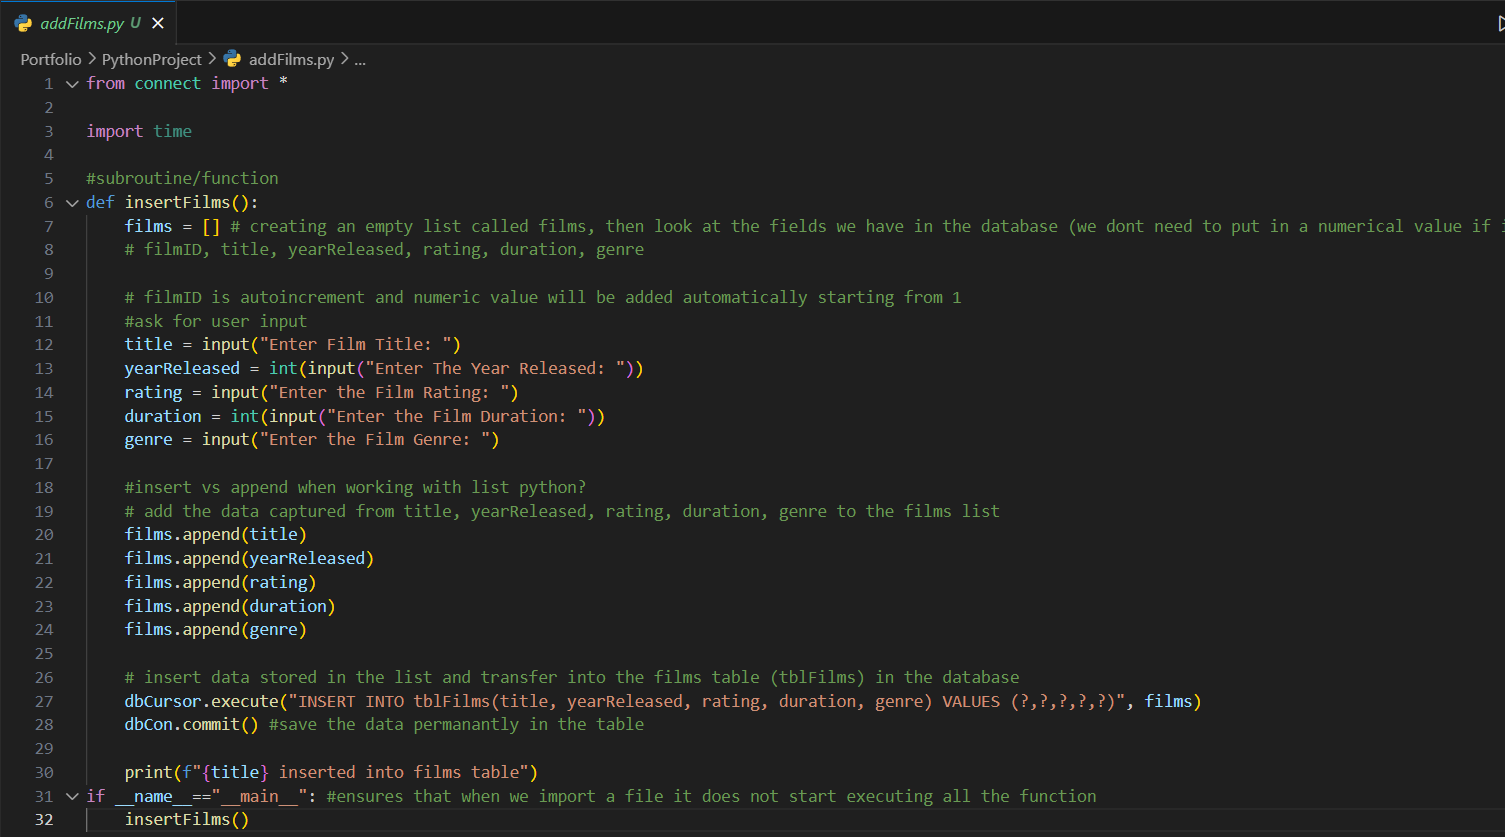 addFilms.py U ×
Portfolio > PythonProject > addFilms.py > ...
1 from connect import *
2
3 import time
4
5 #subroutine/function
6 def insertFilms():
7     films = [] # creating an empty list called films, then look at the fields we have in the database (we dont need to put in a numerical value if
8     # filmID, title, yearReleased, rating, duration, genre
9
10     # filmID is autoincrement and numeric value will be added automatically starting from 1
11     #ask for user input
12     title = input("Enter Film Title: ")
13     yearReleased = int(input("Enter The Year Released: "))
14     rating = input("Enter the Film Rating: ")
15     duration = int(input("Enter the Film Duration: "))
16     genre = input("Enter the Film Genre: ")
17
18     #insert vs append when working with list python?
19     # add the data captured from title, yearReleased, rating, duration, genre to the films list
20     films.append(title)
21     films.append(yearReleased)
22     films.append(rating)
23     films.append(duration)
24     films.append(genre)
25
26     # insert data stored in the list and transfer into the films table (tblFilms) in the database
27     dbCursor.execute("INSERT INTO tblFilms(title, yearReleased, rating, duration, genre) VALUES (?,?,?,?,?)", films)
28     dbCon.commit() #save the data permanantly in the table
29
30     print(f"{title} inserted into films table")
31 if __name__=="__main__": #ensures that when we import a file it does not start executing all the function
32     insertFilms()